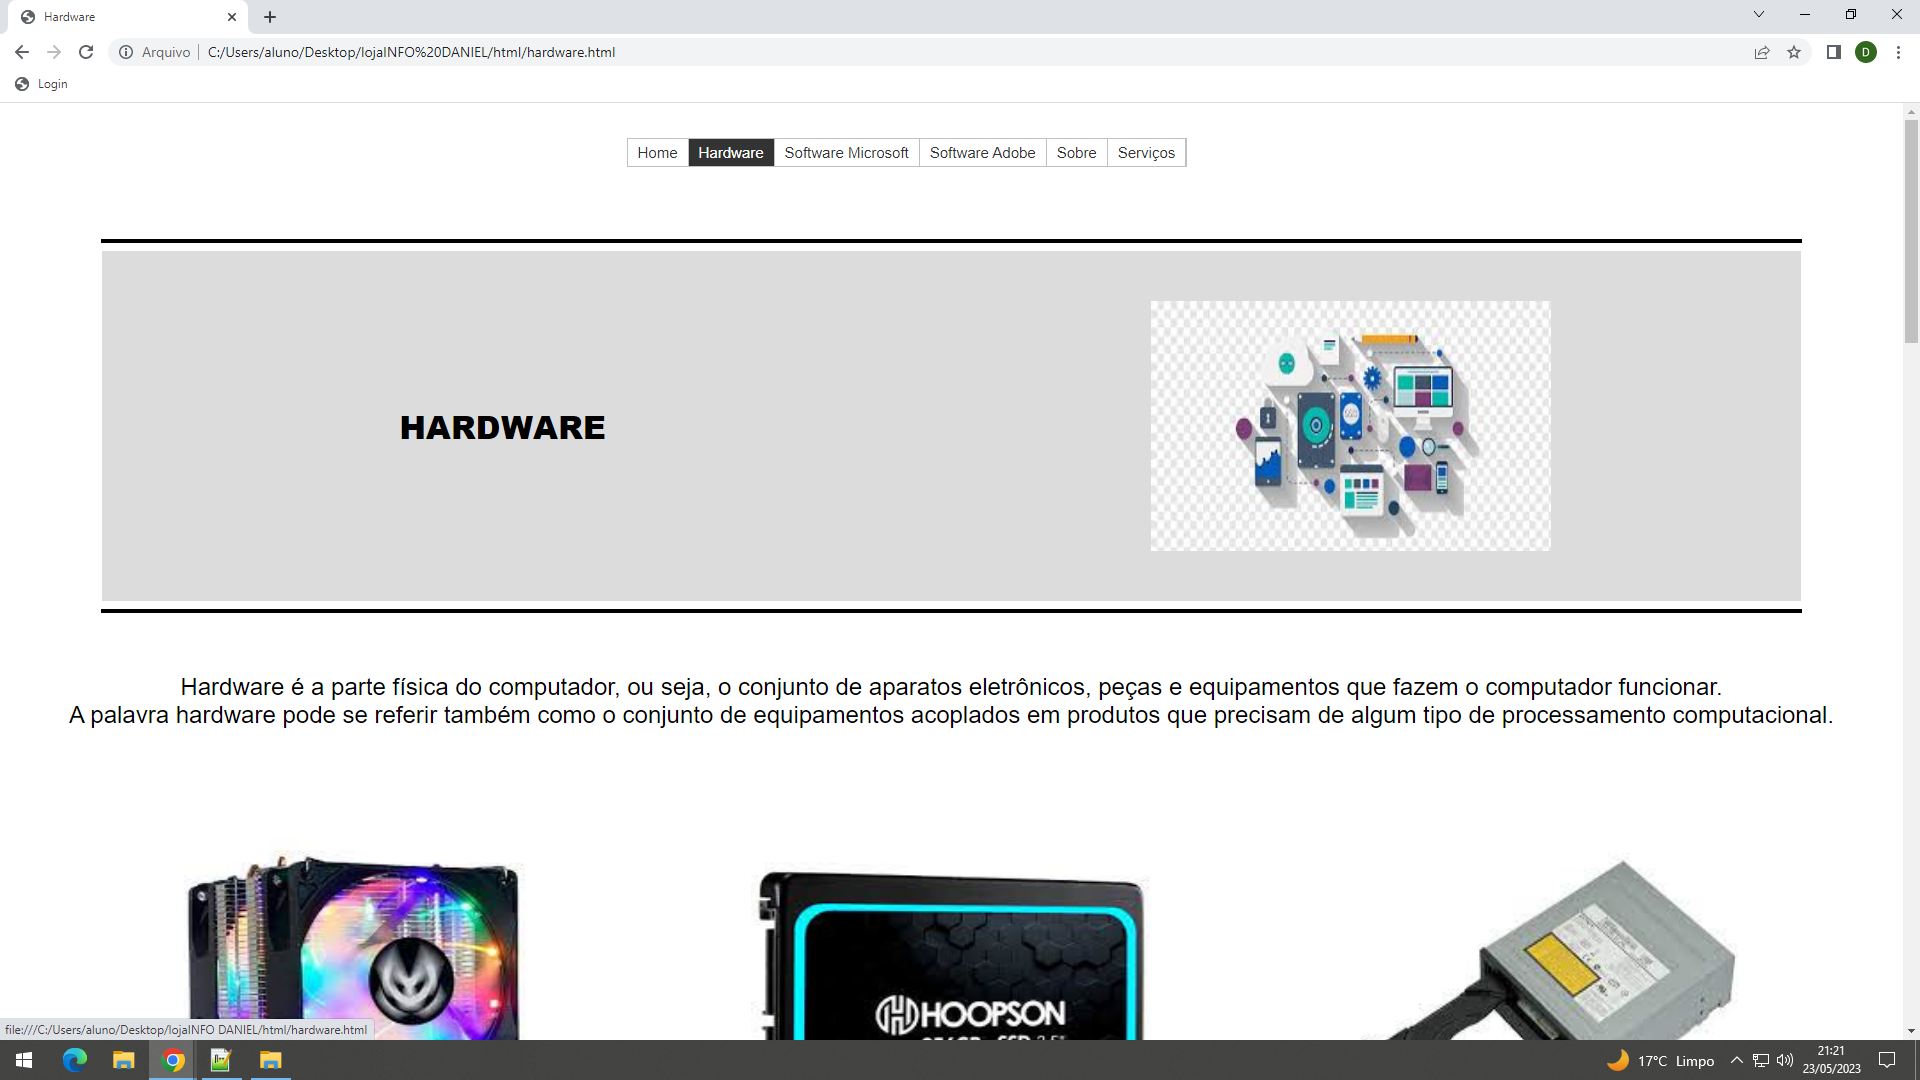 Hardware
Arquivo C:/Users/aluno/Desktop/lojaINFO%20DANIEL/html/hardware.html
D
Login
Home Hardware Software Microsoft Software Adobe Sobre Serviços
HARDWARE
Hardware é a parte física do computador, ou seja, o conjunto de aparatos eletrônicos, peças e equipamentos que fazem o computador funcionar.
A palavra hardware pode se referir também como o conjunto de equipamentos acoplados em produtos que precisam de algum tipo de processamento computacional.
HOOPSON
file:///C:/Users/aluno/Desktop/lojaINFO DANIEL/html/hardware.html
17°C Limpo
21:21
23/05/2023